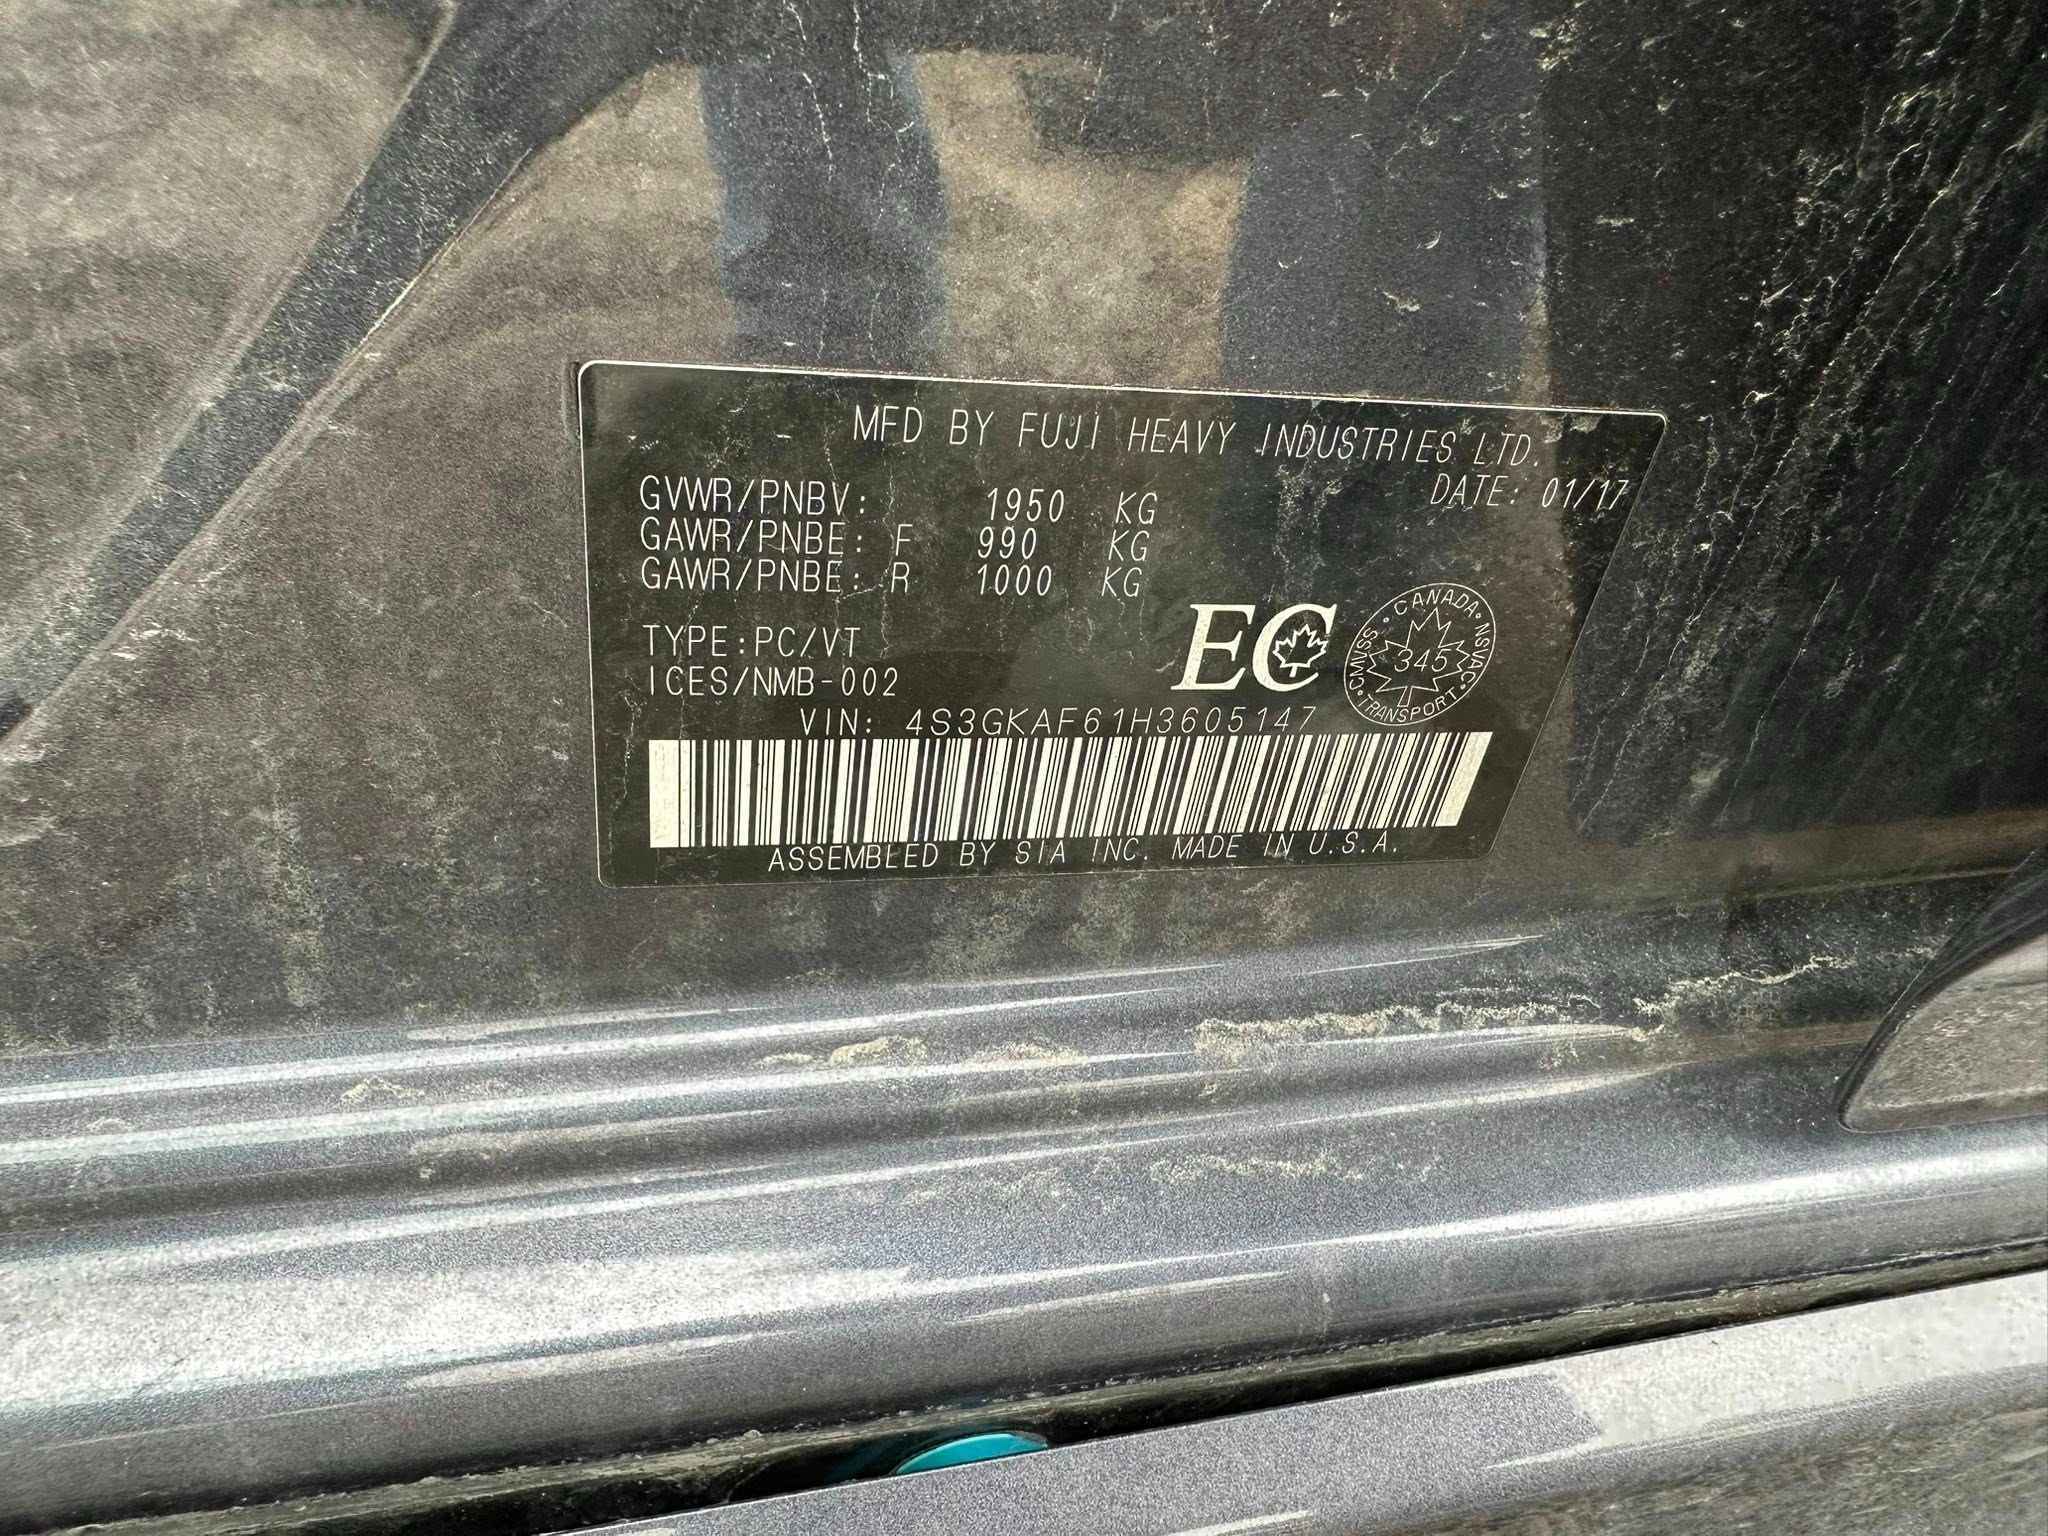 MFD BY FUJI HEAVY INDUSTRIES LTD.
GVWR/PNBV: 1950 KG DATE: 01/17
GAWR/PNBE: F 990 KG
GAWR/PNBE: R 1000 KG
TYPE:PC/VT
ICES/NMB-002
EC
CANADA · NSVAC · TRANSPORT · CMVSS ·
345
VIN: 4S3GKAF61H3605147
ASSEMBLED BY SIA INC. MADE IN U.S.A.